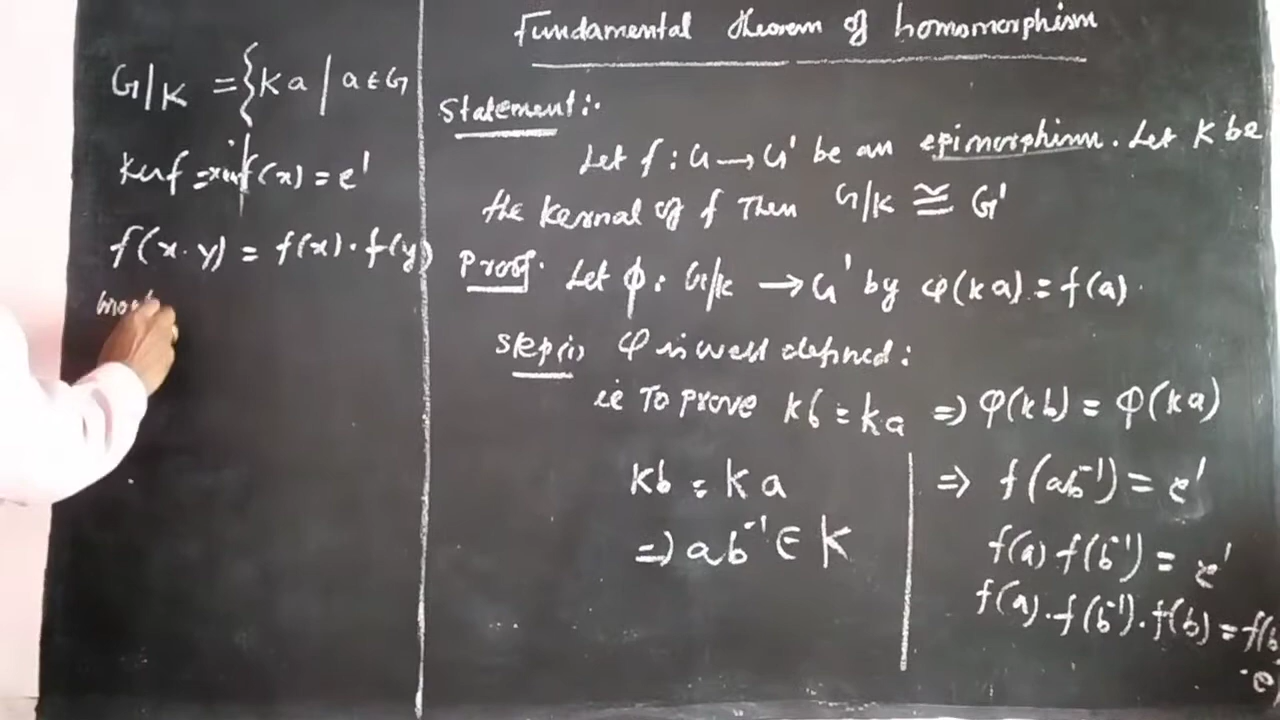 Fundamental theorem of homomorphism
G/K = {Ka / a∈G
f(x) = e'
f(x·y) = f(x)·f(y)
Statement:-
Let f : G → G' be an epimorphism. Let K be
the Kernal of f Then G/K ≅ G'
Proof. Let ϕ : G/K → G' by φ(Ka) = f(a).
Step(i) φ is well defined :
ie To prove Kb = Ka ⇒ φ(Kb) = φ(Ka)
Kb = Ka
⇒ ab⁻¹ ∈ K
⇒ f(ab⁻¹) = e'
f(a) f(b⁻¹) = e'
f(a)·f(b⁻¹)·f(b) = f(b
·e